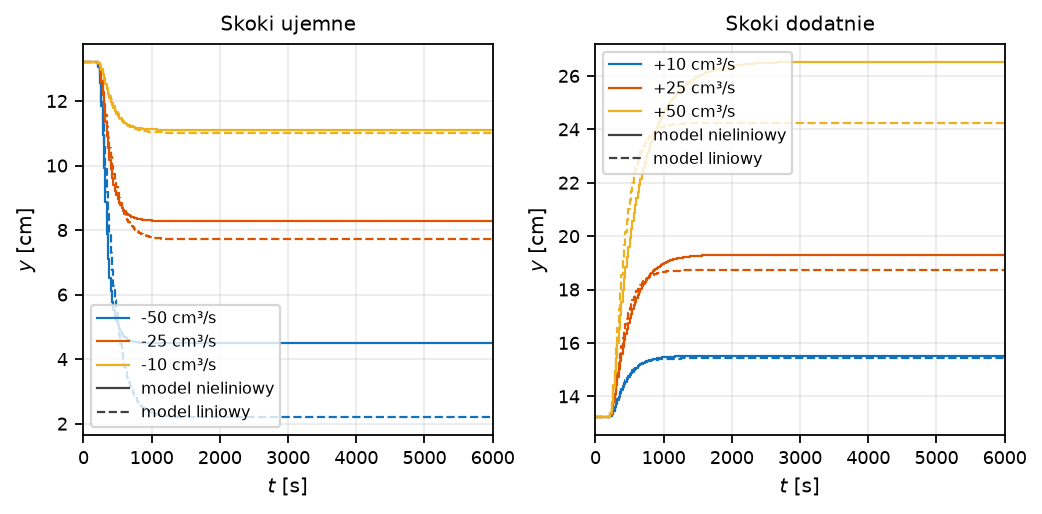 Skoki ujemne
12
10
8
6
4
2
y [cm]
-50 cm³/s
-25 cm³/s
-10 cm³/s
model nieliniowy
model liniowy
0 1000 2000 3000 4000 5000 6000
t [s]
Skoki dodatnie
26
24
22
20
18
16
14
y [cm]
+10 cm³/s
+25 cm³/s
+50 cm³/s
model nieliniowy
model liniowy
0 1000 2000 3000 4000 5000 6000
t [s]